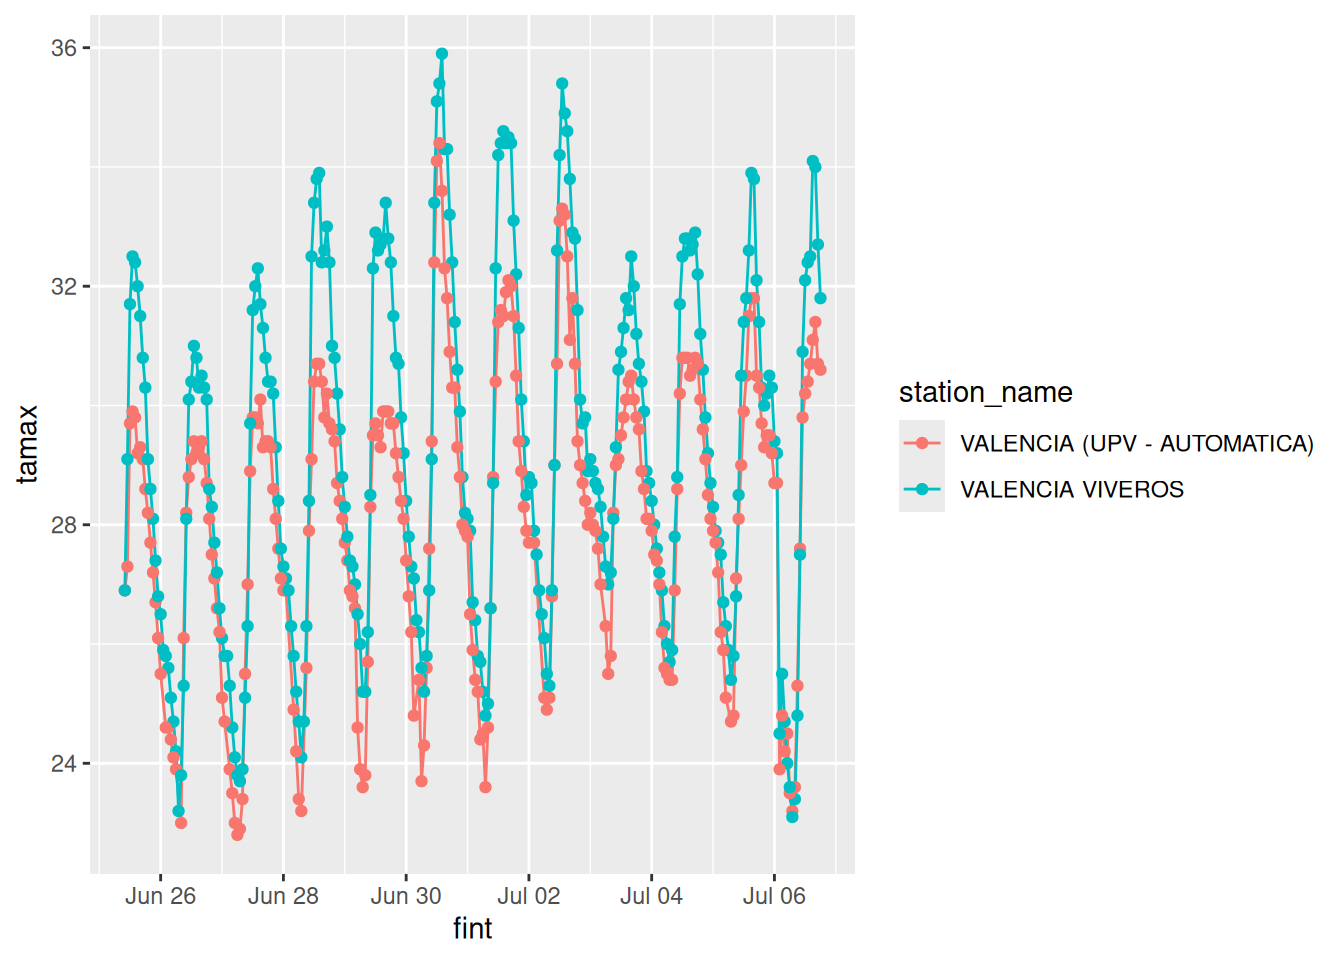 36
32
28
24
tamax
Jun 26 Jun 28 Jun 30 Jul 02 Jul 04 Jul 06
fint
station_name
VALENCIA (UPV - AUTOMATICA)
VALENCIA VIVEROS